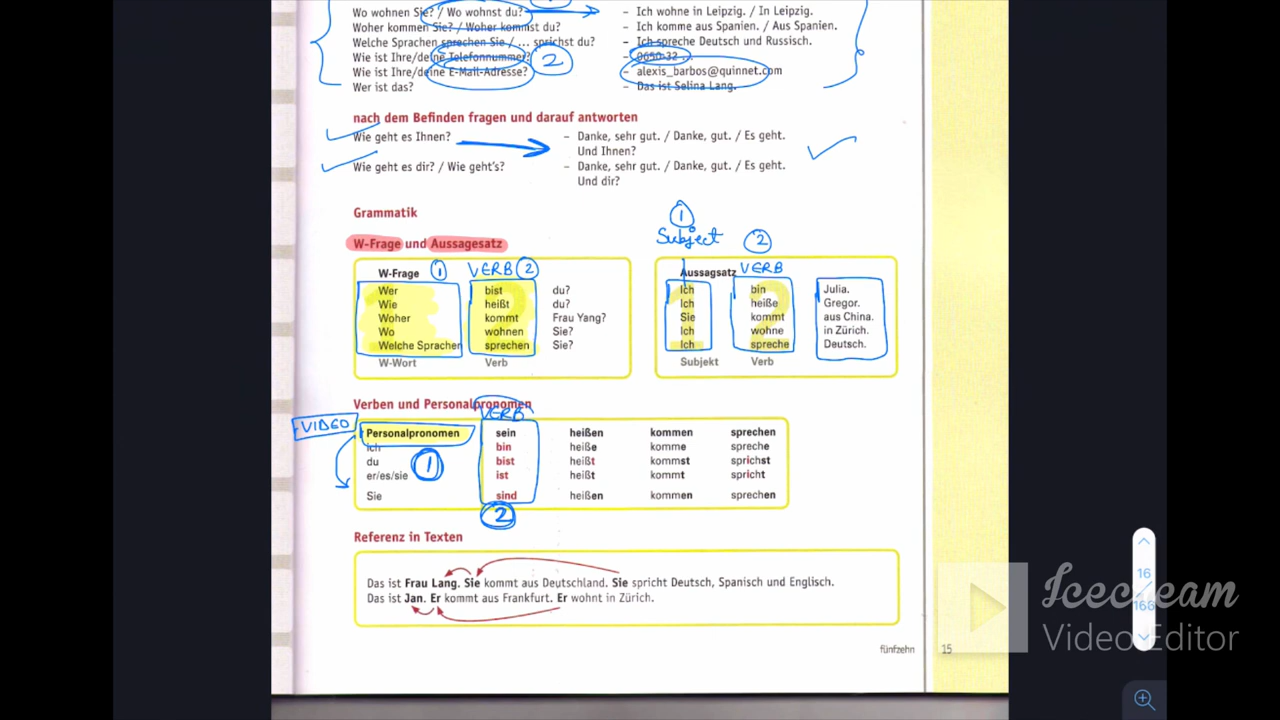 Wo wohnen Sie? / Wo wohnst du? – Ich wohne in Leipzig. / In Leipzig.
Woher kommen Sie? / Woher kommst du? – Ich komme aus Spanien. / Aus Spanien.
Welche Sprachen sprechen Sie / ... sprichst du? – Ich spreche Deutsch und Russisch.
Wie ist Ihre/deine Telefonnummer? 2 – 0650-32 ...
Wie ist Ihre/deine E-Mail-Adresse? – alexis_barbos@quinnet.com
Wer ist das? – Das ist Selina Lang.
nach dem Befinden fragen und darauf antworten
Wie geht es Ihnen? – Danke, sehr gut. / Danke, gut. / Es geht.
Und Ihnen?
Wie geht es dir? / Wie geht's? – Danke, sehr gut. / Danke, gut. / Es geht.
Und dir?
Grammatik
1
Subject 2
W-Frage und Aussagesatz
W-Frage 1 VERB 2 Aussagsatz VERB
Wer bist du? Ich bin Julia.
Wie heißt du? Ich heiße Gregor.
Woher kommt Frau Yang? Sie kommt aus China.
Wo wohnen Sie? Ich wohne in Zürich.
Welche Sprachen sprechen Sie? Ich spreche Deutsch.
W-Wort Verb Subjekt Verb
Verben und Personalpronomen
VIDEO VERB
Personalpronomen sein heißen kommen sprechen
ich bin heiße komme spreche
du 1 bist heißt kommst sprichst
er/es/sie ist heißt kommt spricht
Sie sind heißen kommen sprechen
2
Referenz in Texten
Das ist Frau Lang. Sie kommt aus Deutschland. Sie spricht Deutsch, Spanisch und Englisch.
Das ist Jan. Er kommt aus Frankfurt. Er wohnt in Zürich.
fünfzehn 15
16
166
Icecream
Video Editor